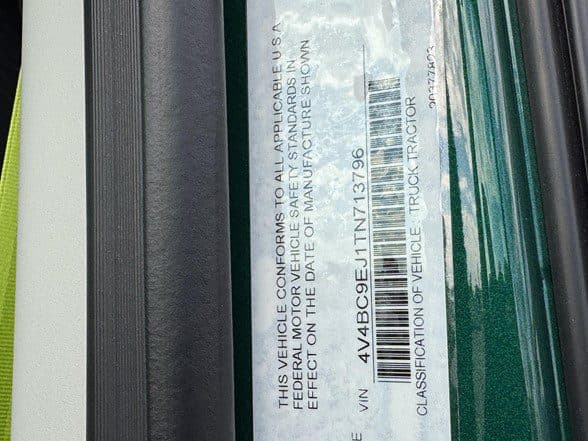 THIS VEHICLE CONFORMS TO ALL APPLICABLE U.S.A
FEDERAL MOTOR VEHICLE SAFETY STANDARDS IN
EFFECT ON THE DATE OF MANUFACTURE SHOWN
E
VIN 4V4BC9EJ1TN713796
CLASSIFICATION OF VEHICLE TRUCK TRACTOR